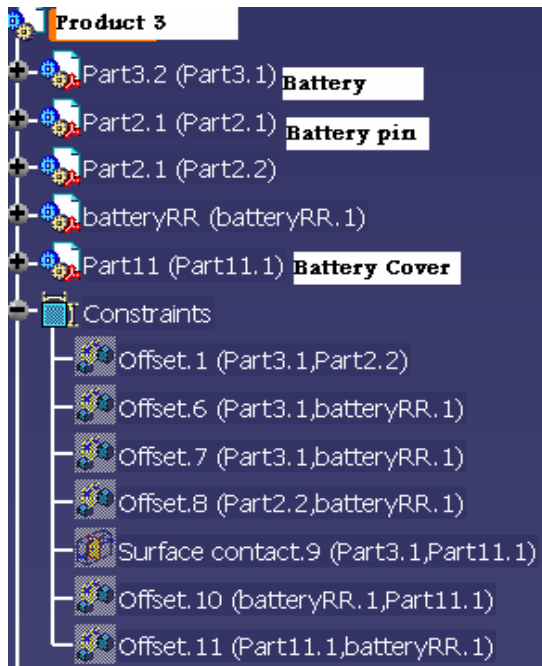 Product 3
Part3.2 (Part3.1) Battery
Part2.1 (Part2.1) Battery pin
Part2.1 (Part2.2)
batteryRR (batteryRR.1)
Part11 (Part11.1) Battery Cover
Constraints
Offset.1 (Part3.1,Part2.2)
Offset.6 (Part3.1,batteryRR.1)
Offset.7 (Part3.1,batteryRR.1)
Offset.8 (Part2.2,batteryRR.1)
Surface contact.9 (Part3.1,Part11.1)
Offset.10 (batteryRR.1,Part11.1)
Offset.11 (Part11.1,batteryRR.1)